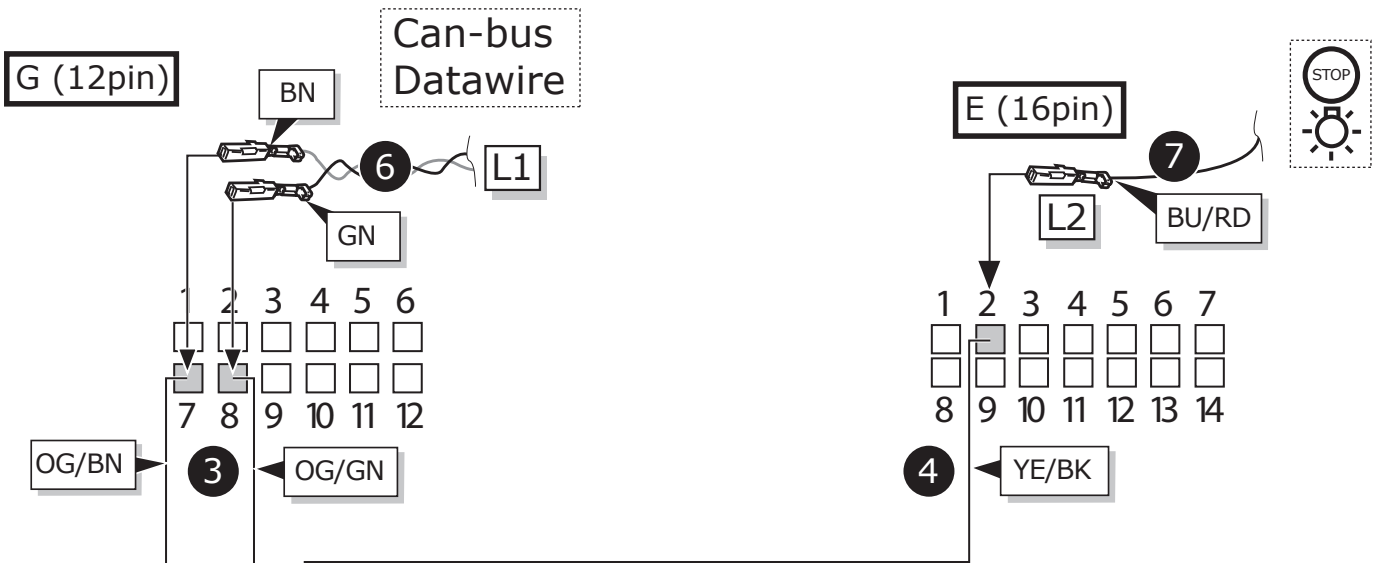 Can-bus
Datawire
G (12pin)
BN
6
L1
GN
1 2 3 4 5 6
7 8 9 10 11 12
OG/BN
3
OG/GN
STOP
E (16pin)
7
L2
BU/RD
1 2 3 4 5 6 7
8 9 10 11 12 13 14
4
YE/BK